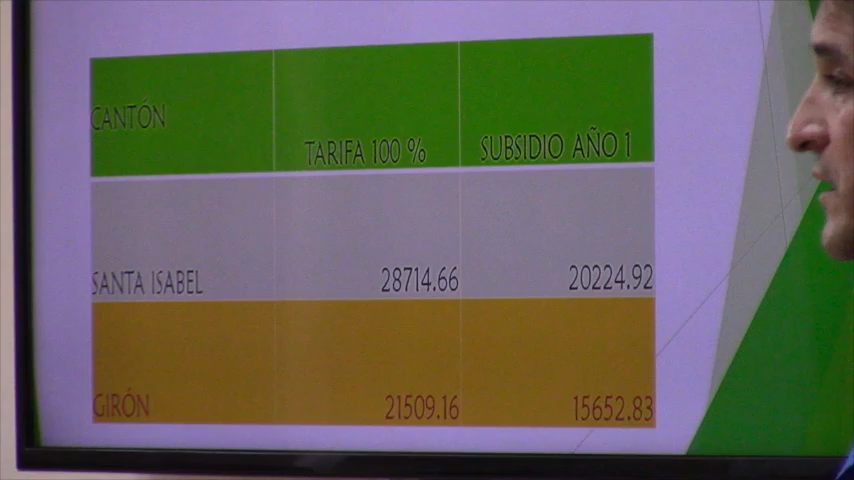 CANTÓN TARIFA 100 % SUBSIDIO AÑO 1
SANTA ISABEL 28714.66 20224.92
GIRÓN 21509.16 15652.83